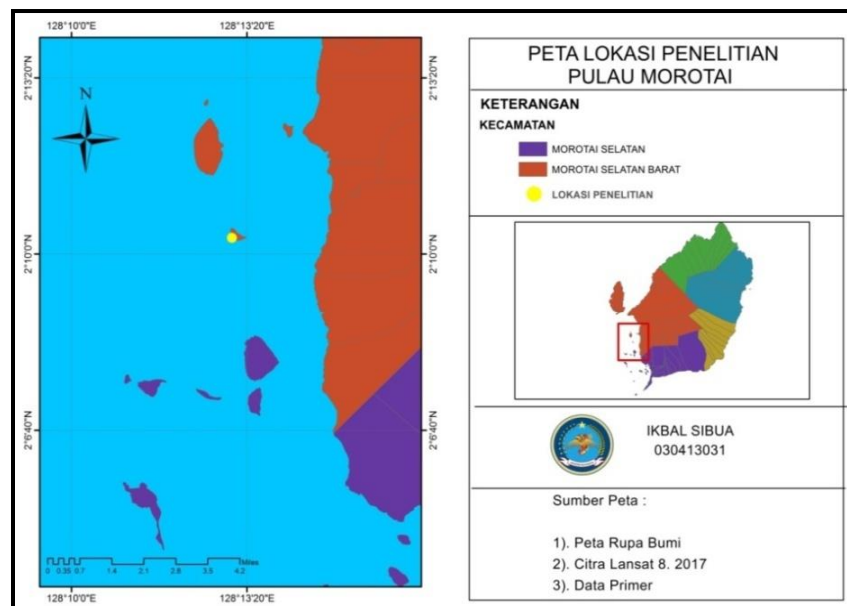 128°10'0"E
128°13'20"E
2°13'20"N
2°13'20"N
N
2°10'0"N
2°10'0"N
2°6'40"N
2°6'40"N
Miles
0 0.35 0.7 1.4 2.1 2.8 3.5 4.2
128°10'0"E
128°13'20"E
PETA LOKASI PENELITIAN
PULAU MOROTAI
KETERANGAN
KECAMATAN
MOROTAI SELATAN
MOROTAI SELATAN BARAT
LOKASI PENELITIAN
IKBAL SIBUA
030413031
Sumber Peta :
1). Peta Rupa Bumi
2). Citra Lansat 8. 2017
3). Data Primer